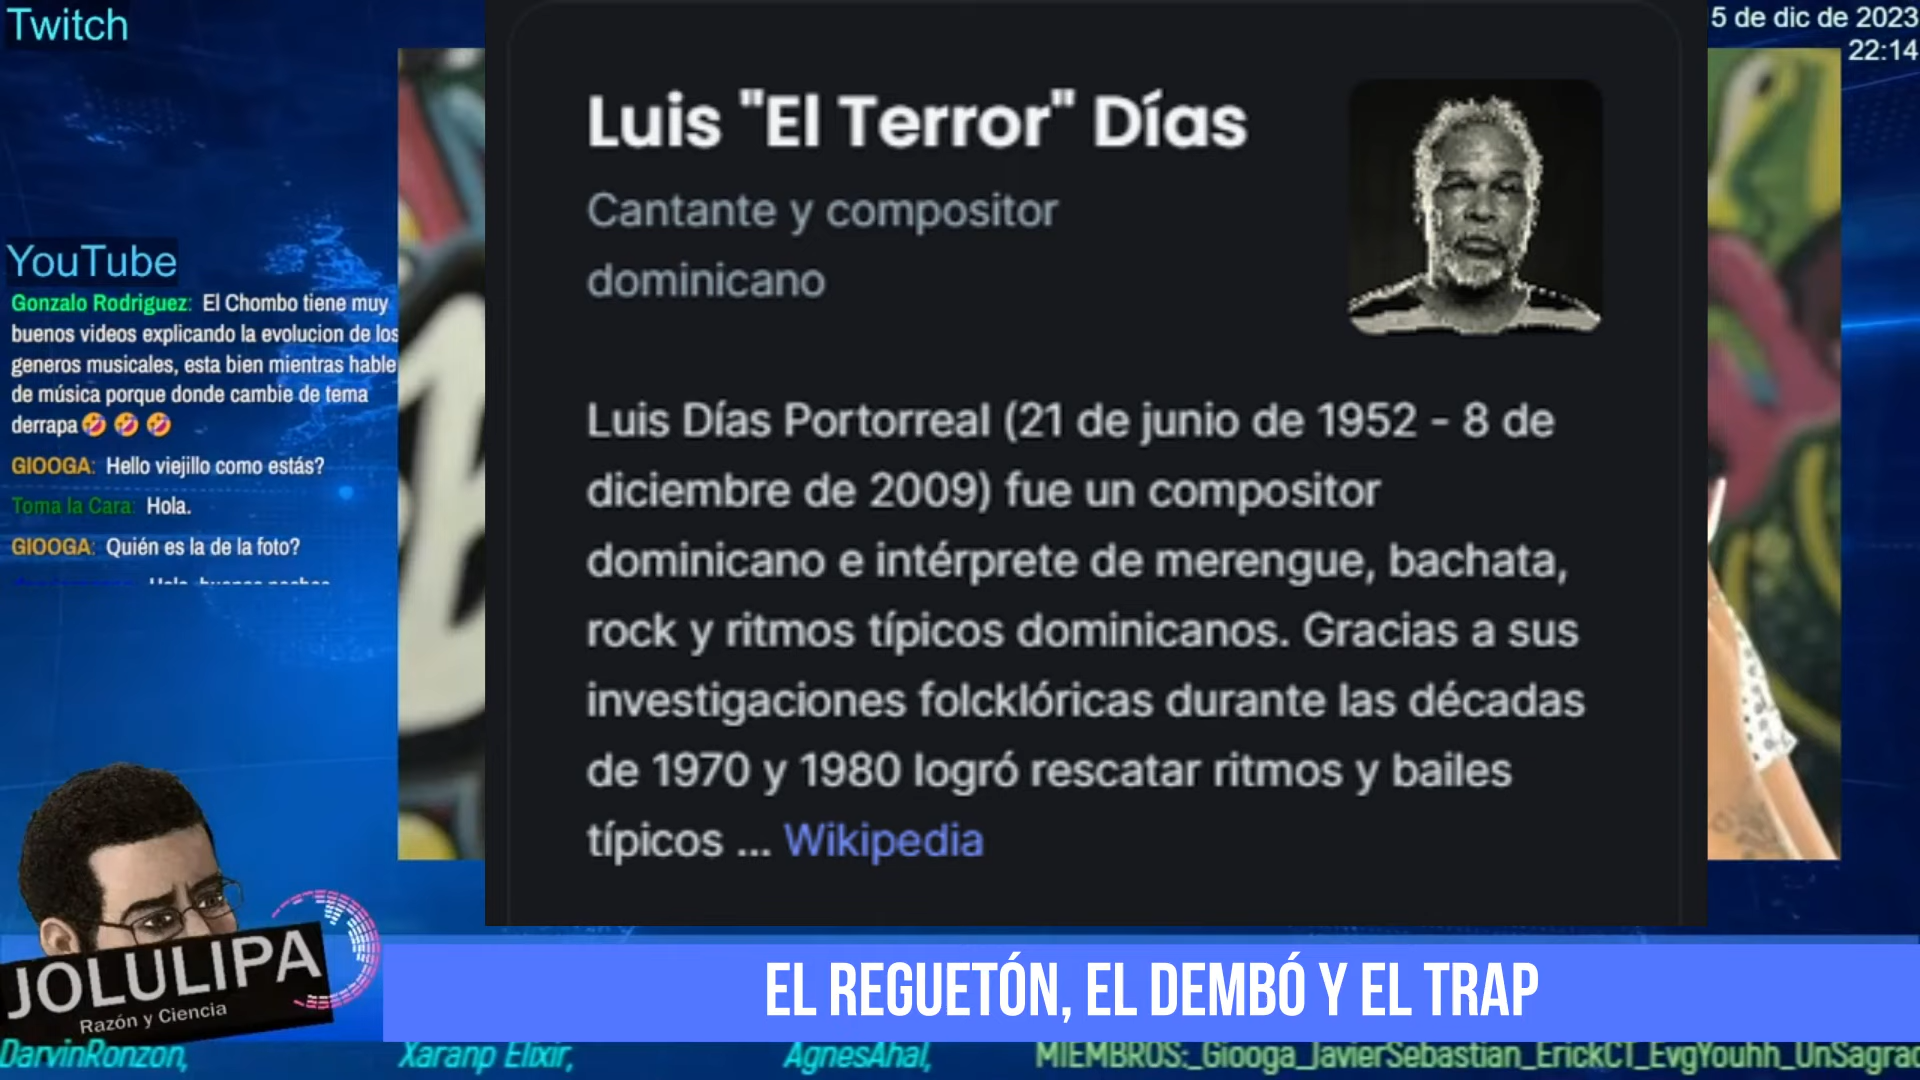 Twitch
5 de dic de 2023
22:14
Luis "El Terror" Días
Cantante y compositor
dominicano
Luis Días Portorreal (21 de junio de 1952 - 8 de
diciembre de 2009) fue un compositor
dominicano e intérprete de merengue, bachata,
rock y ritmos típicos dominicanos. Gracias a sus
investigaciones folcklóricas durante las décadas
de 1970 y 1980 logró rescatar ritmos y bailes
típicos ... Wikipedia
YouTube
Gonzalo Rodriguez: El Chombo tiene muy
buenos videos explicando la evolucion de los
generos musicales, esta bien mientras hable
de música porque donde cambie de tema
derrapa🤣 🤣 🤣
GIOOGA: Hello viejillo como estás?
Toma la Cara: Hola.
GIOOGA: Quién es la de la foto?
JOLULIPA
Razón y Ciencia
EL REGUETÓN, EL DEMBÓ Y EL TRAP
DarvinRonzon, Xaranp Elixir, AgnesAhal, MIEMBROS:_Giooga_JavierSebastian_ErickCT_EvgYouhh_UnSagrac